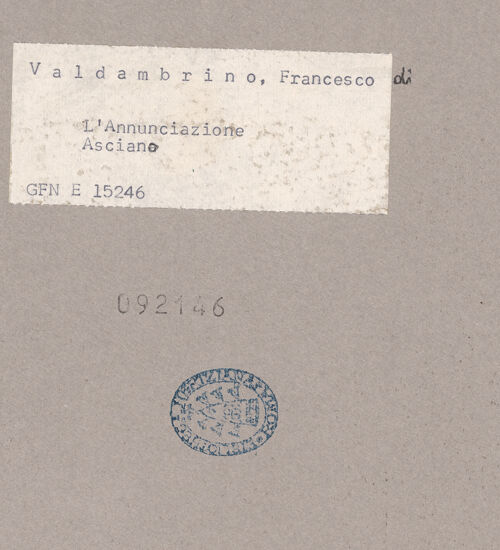 Valdambrino, Francesco di
L'Annunciazione
Asciano
GFN E 15246
092146